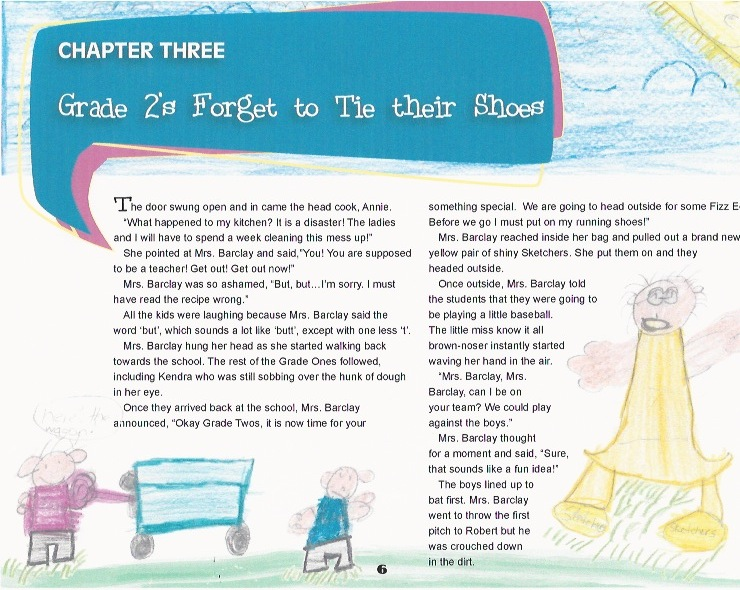 CHAPTER THREE
Grade 2's Forget to Tie their Shoes
The door swung open and in came the head cook, Annie.
“What happened to my kitchen? It is a disaster! The ladies
and I will have to spend a week cleaning this mess up!”
She pointed at Mrs. Barclay and said,"You! You are supposed
to be a teacher! Get out! Get out now!”
Mrs. Barclay was so ashamed, “But, but…I’m sorry. I must
have read the recipe wrong.”
All the kids were laughing because Mrs. Barclay said the
word ‘but’, which sounds a lot like ‘butt’, except with one less ‘t’.
Mrs. Barclay hung her head as she started walking back
towards the school. The rest of the Grade Ones followed,
including Kendra who was still sobbing over the hunk of dough
in her eye.
Once they arrived back at the school, Mrs. Barclay
announced, “Okay Grade Twos, it is now time for your
something special. We are going to head outside for some Fizz E
Before we go I must put on my running shoes!”
Mrs. Barclay reached inside her bag and pulled out a brand new
yellow pair of shiny Sketchers. She put them on and they
headed outside.
Once outside, Mrs. Barclay told
the students that they were going to
be playing a little baseball.
The little miss know it all
brown-noser instantly started
waving her hand in the air.
“Mrs. Barclay, Mrs.
Barclay, can I be on
your team? We could play
against the boys.”
Mrs. Barclay thought
for a moment and said, “Sure,
that sounds like a fun idea!”
The boys lined up to
bat first. Mrs. Barclay
went to throw the first
pitch to Robert but he
was crouched down
in the dirt.
Sketchers
6